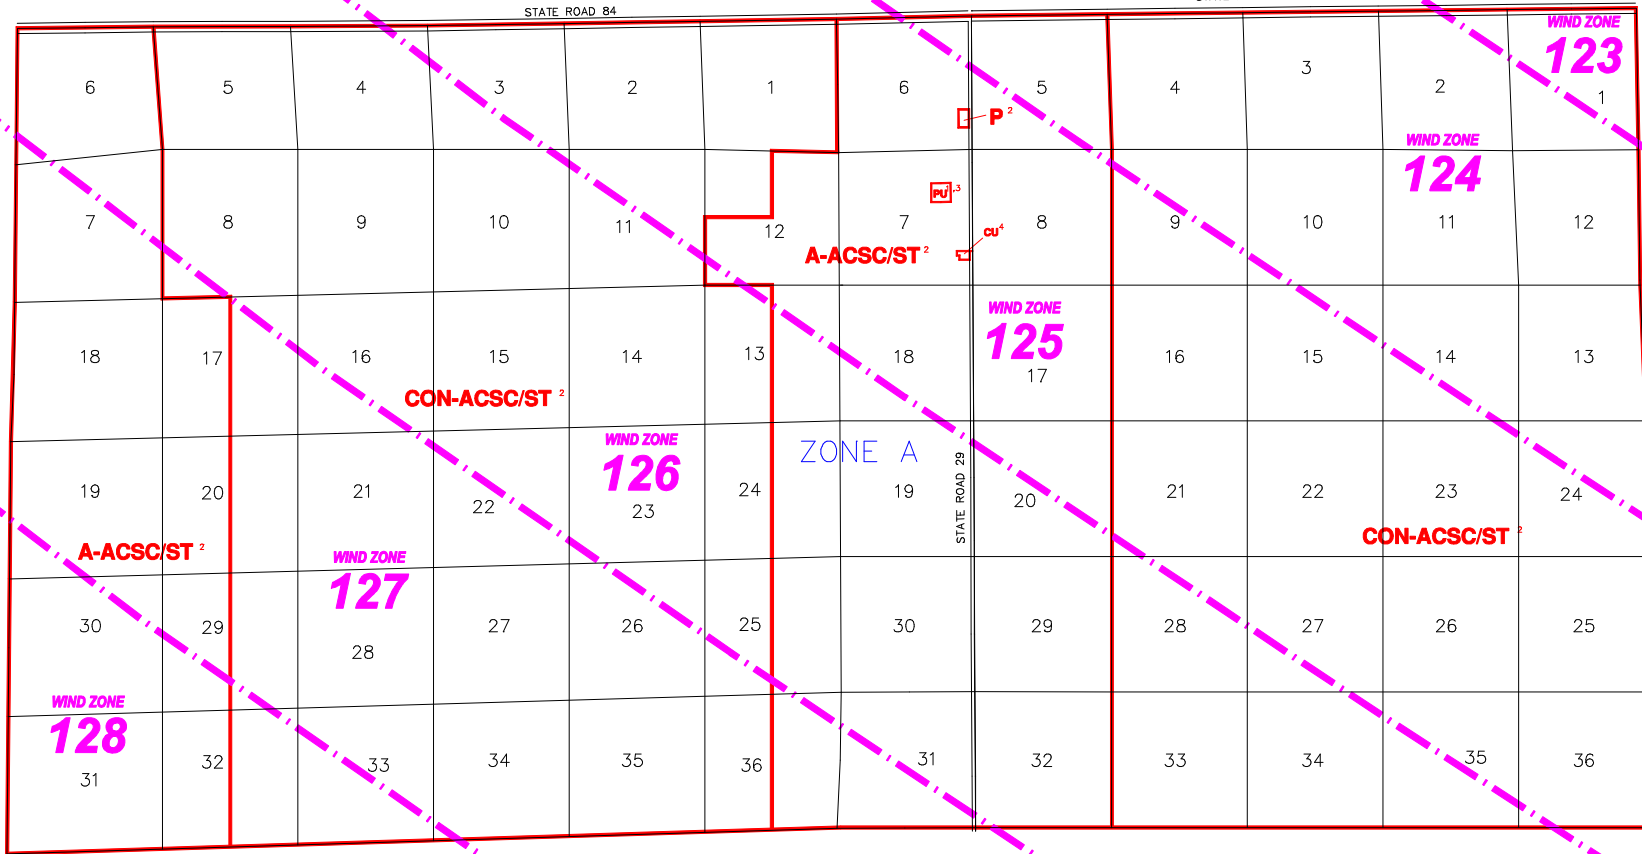 STATE ROAD 84
WIND ZONE
123
6 5 4 3 2 1 6 5 4 3 2 1
P 2
WIND ZONE
124
PU 3
7 8 9 10 11 12 7 8 9 10 11 12
CU 4
A-ACSC/ST 2
WIND ZONE
125
18 17 16 15 14 13 18 17 16 15 14 13
CON-ACSC/ST 2
WIND ZONE
126
ZONE A
STATE ROAD 29
19 20 21 22 23 24 19 20 21 22 23 24
CON-ACSC/ST 2
A-ACSC/ST 2
WIND ZONE
127
30 29 28 27 26 25 30 29 28 27 26 25
WIND ZONE
128
31 32 33 34 35 36 31 32 33 34 35 36